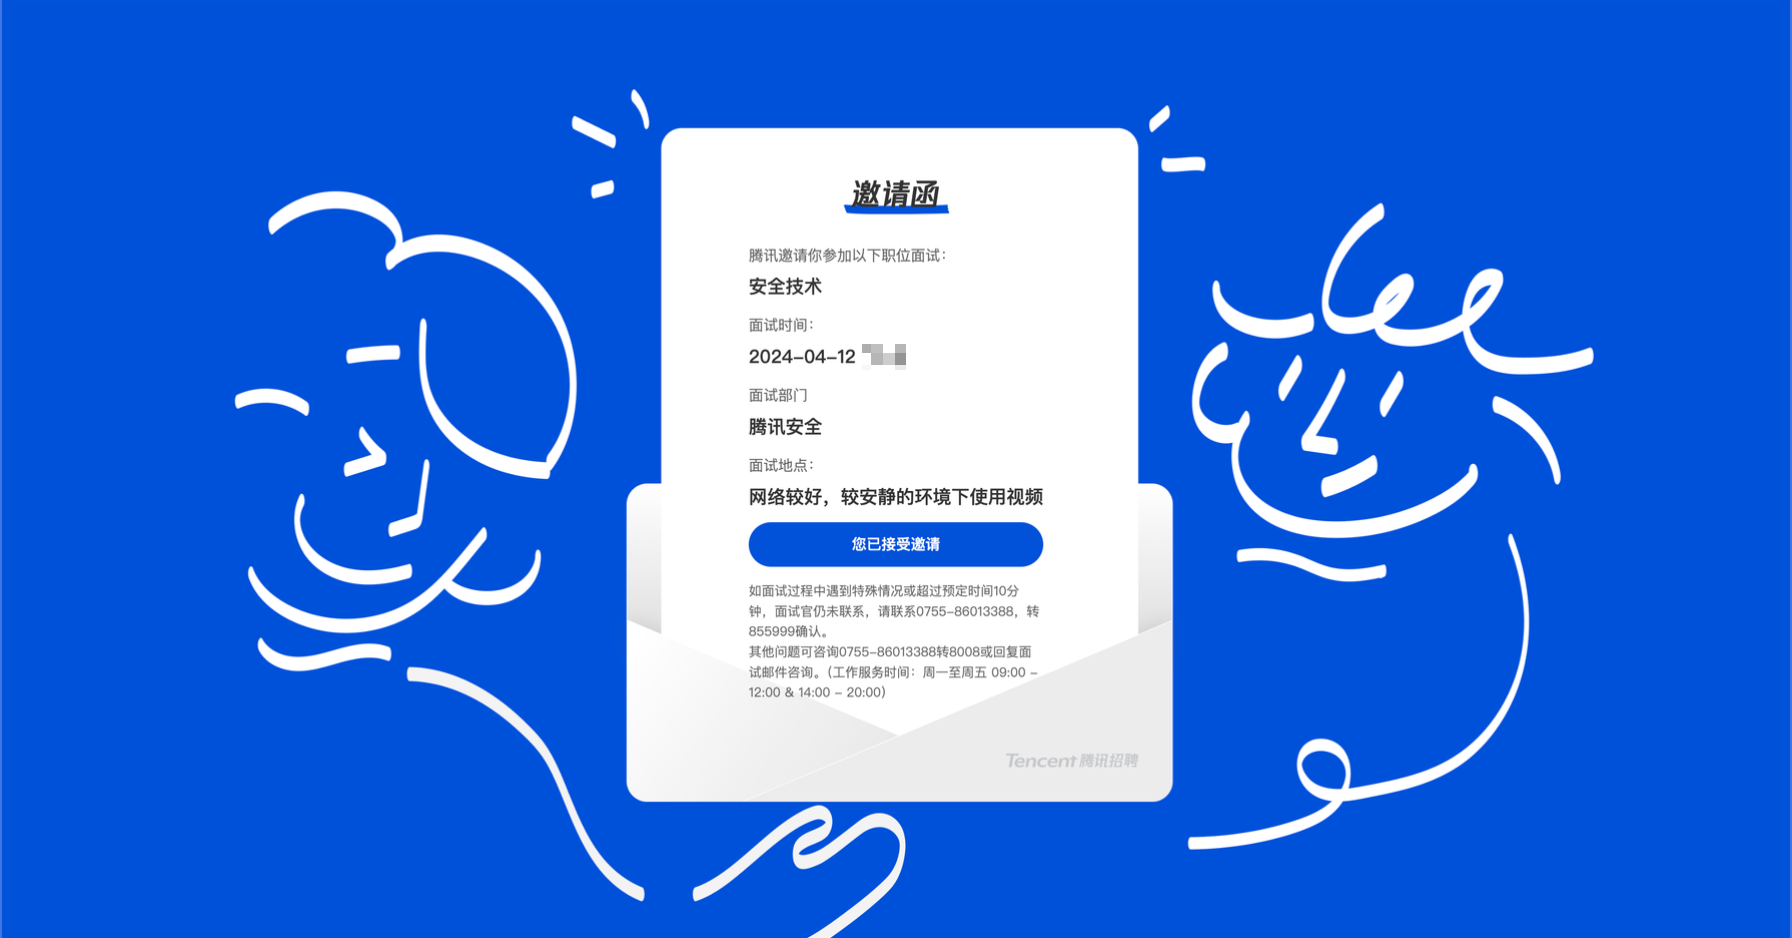 邀请函
腾讯邀请你参加以下职位面试：
安全技术
面试时间：
2024-04-12
面试部门
腾讯安全
面试地点：
网络较好，较安静的环境下使用视频
您已接受邀请
如面试过程中遇到特殊情况或超过预定时间10分
钟，面试官仍未联系，请联系0755-86013388，转
855999确认。
其他问题可咨询0755-86013388转8008或回复面
试邮件咨询。（工作服务时间：周一至周五 09:00 -
12:00 & 14:00 - 20:00）
Tencent 腾讯招聘